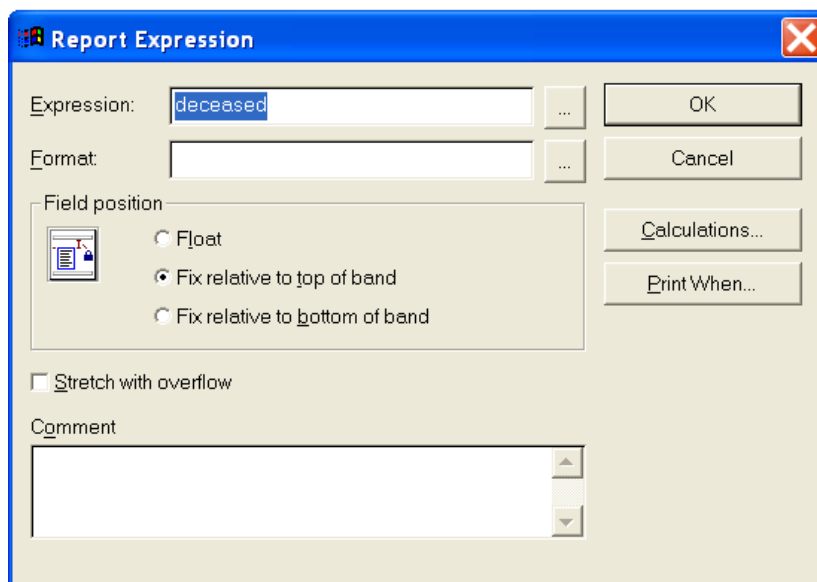 Report Expression
Expression: deceased ... OK
Format: ... Cancel
Field position
Float
Fix relative to top of band
Fix relative to bottom of band
Calculations...
Print When...
Stretch with overflow
Comment